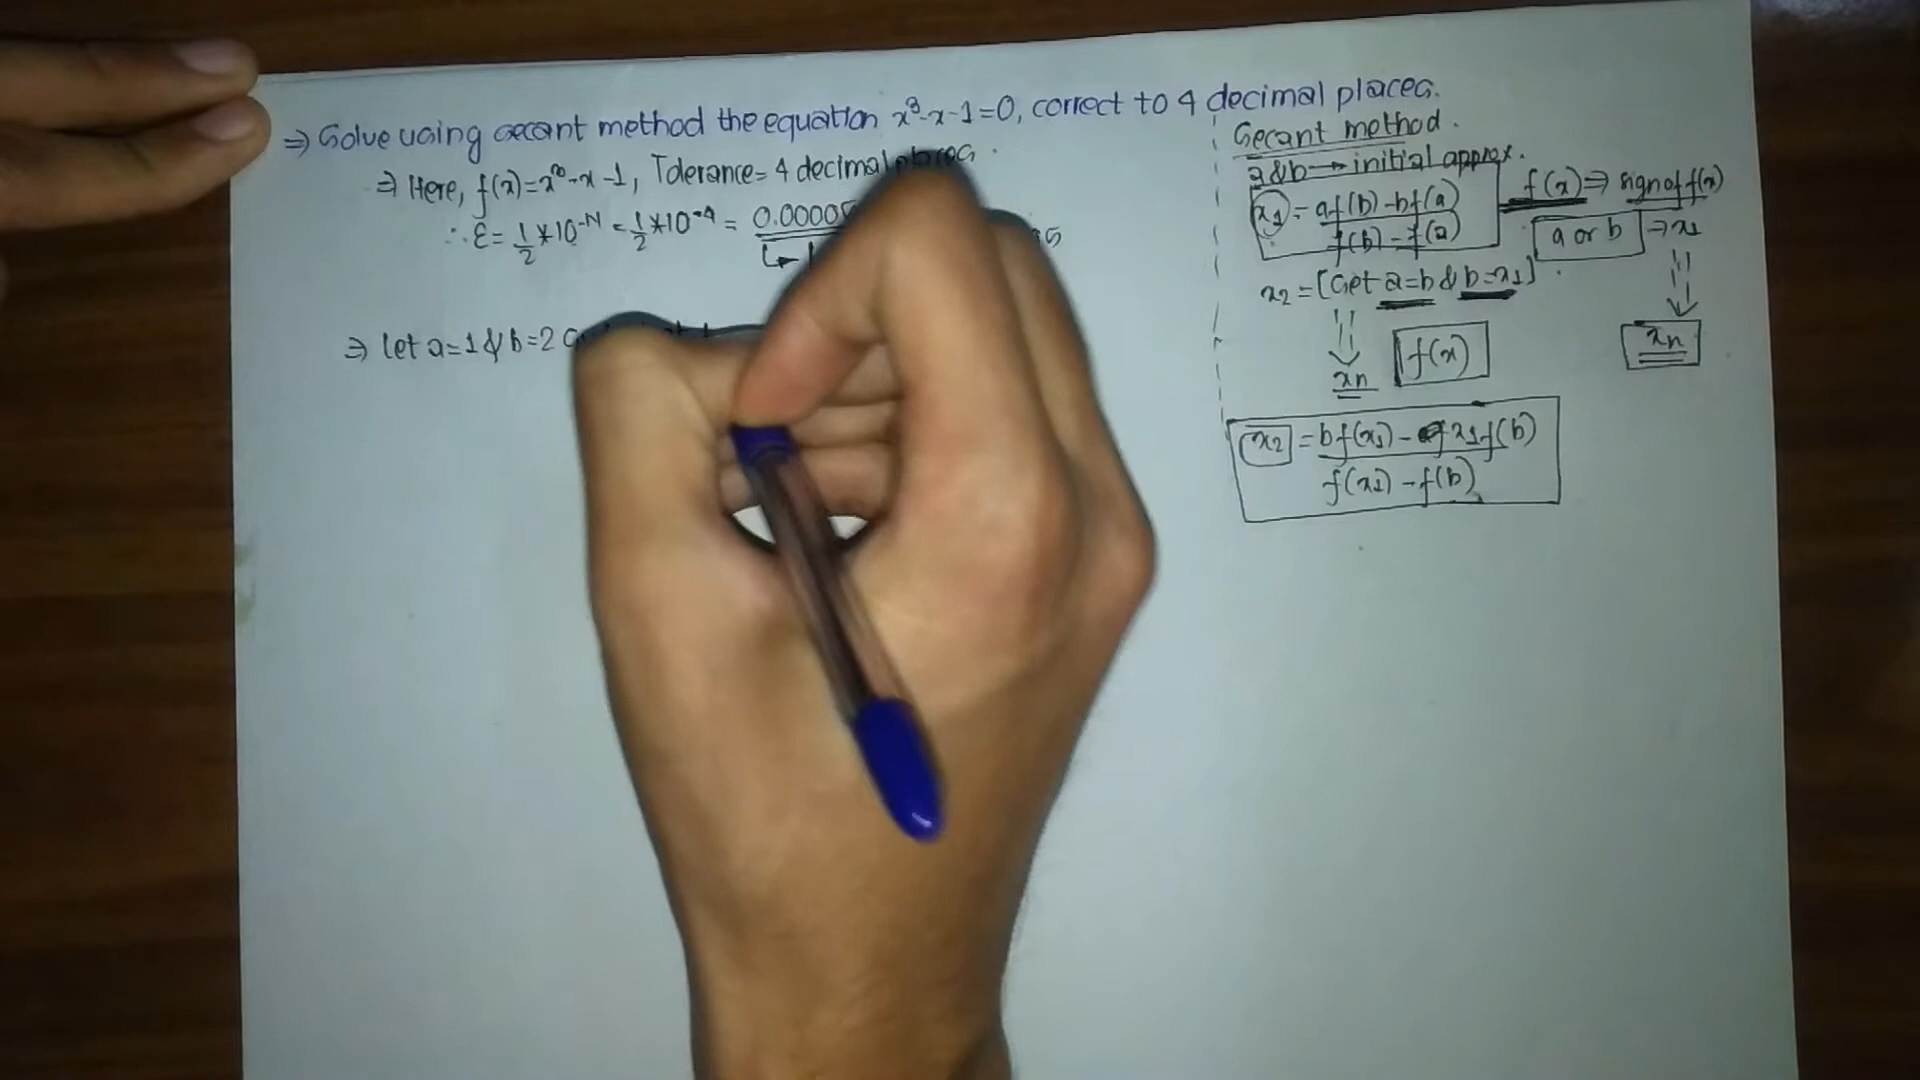 ⇒ Solve using secant method the equation x³-x-1=0, correct to 4 decimal places.
⇒ Here, f(x)=x³-x-1, Tolerance= 4 decimal places.
∴ ε= 1/2 *10^-N = 1/2 *10^-4 = 0.00005
⇒ let a=1 & b=2
Secant method.
a & b → initial approx.
x1 = af(b)-bf(a) / f(b)-f(a)
f(x) ⇒ sign of f(x)
a or b → x1
x2 = [Set a=b & b=x1]
xn
f(x)
xn
x2 = bf(x1) - x1f(b) / f(x1) - f(b)